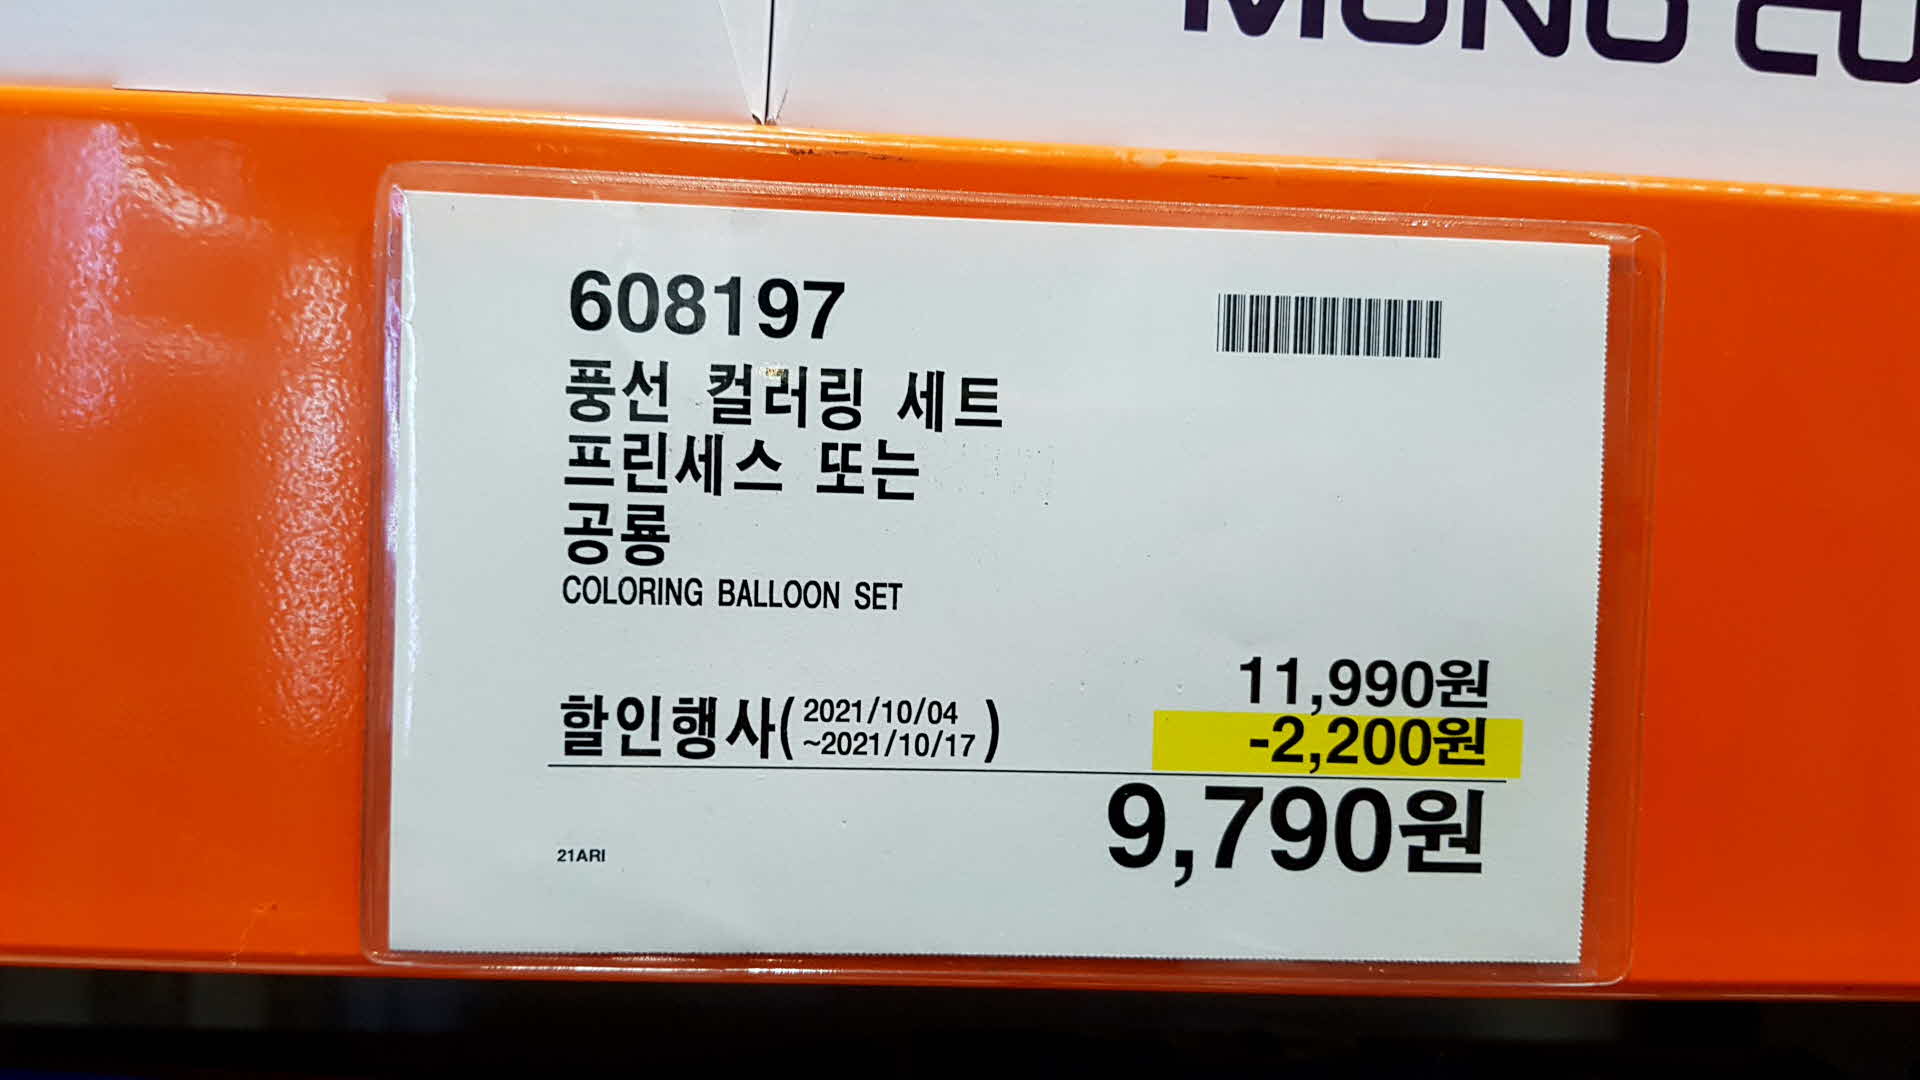 MONO
608197
풍선 컬러링 세트
프린세스 또는
공룡
COLORING BALLOON SET
11,990원
할인행사(2021/10/04
~2021/10/17)
-2,200원
9,790원
21ARI